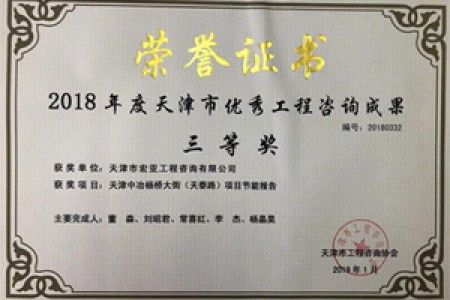 荣誉证书
2018年度天津市优秀工程咨询成果
编号：20180332
三等奖
获奖单位：天津市宏亚工程咨询有限公司
获奖项目：天津中冶杨桥大街（天泰路）项目节能报告
主要完成人：董淼、刘昭君、常喜红、李杰、杨晶昊
天津市工程咨询协会
2019年1月